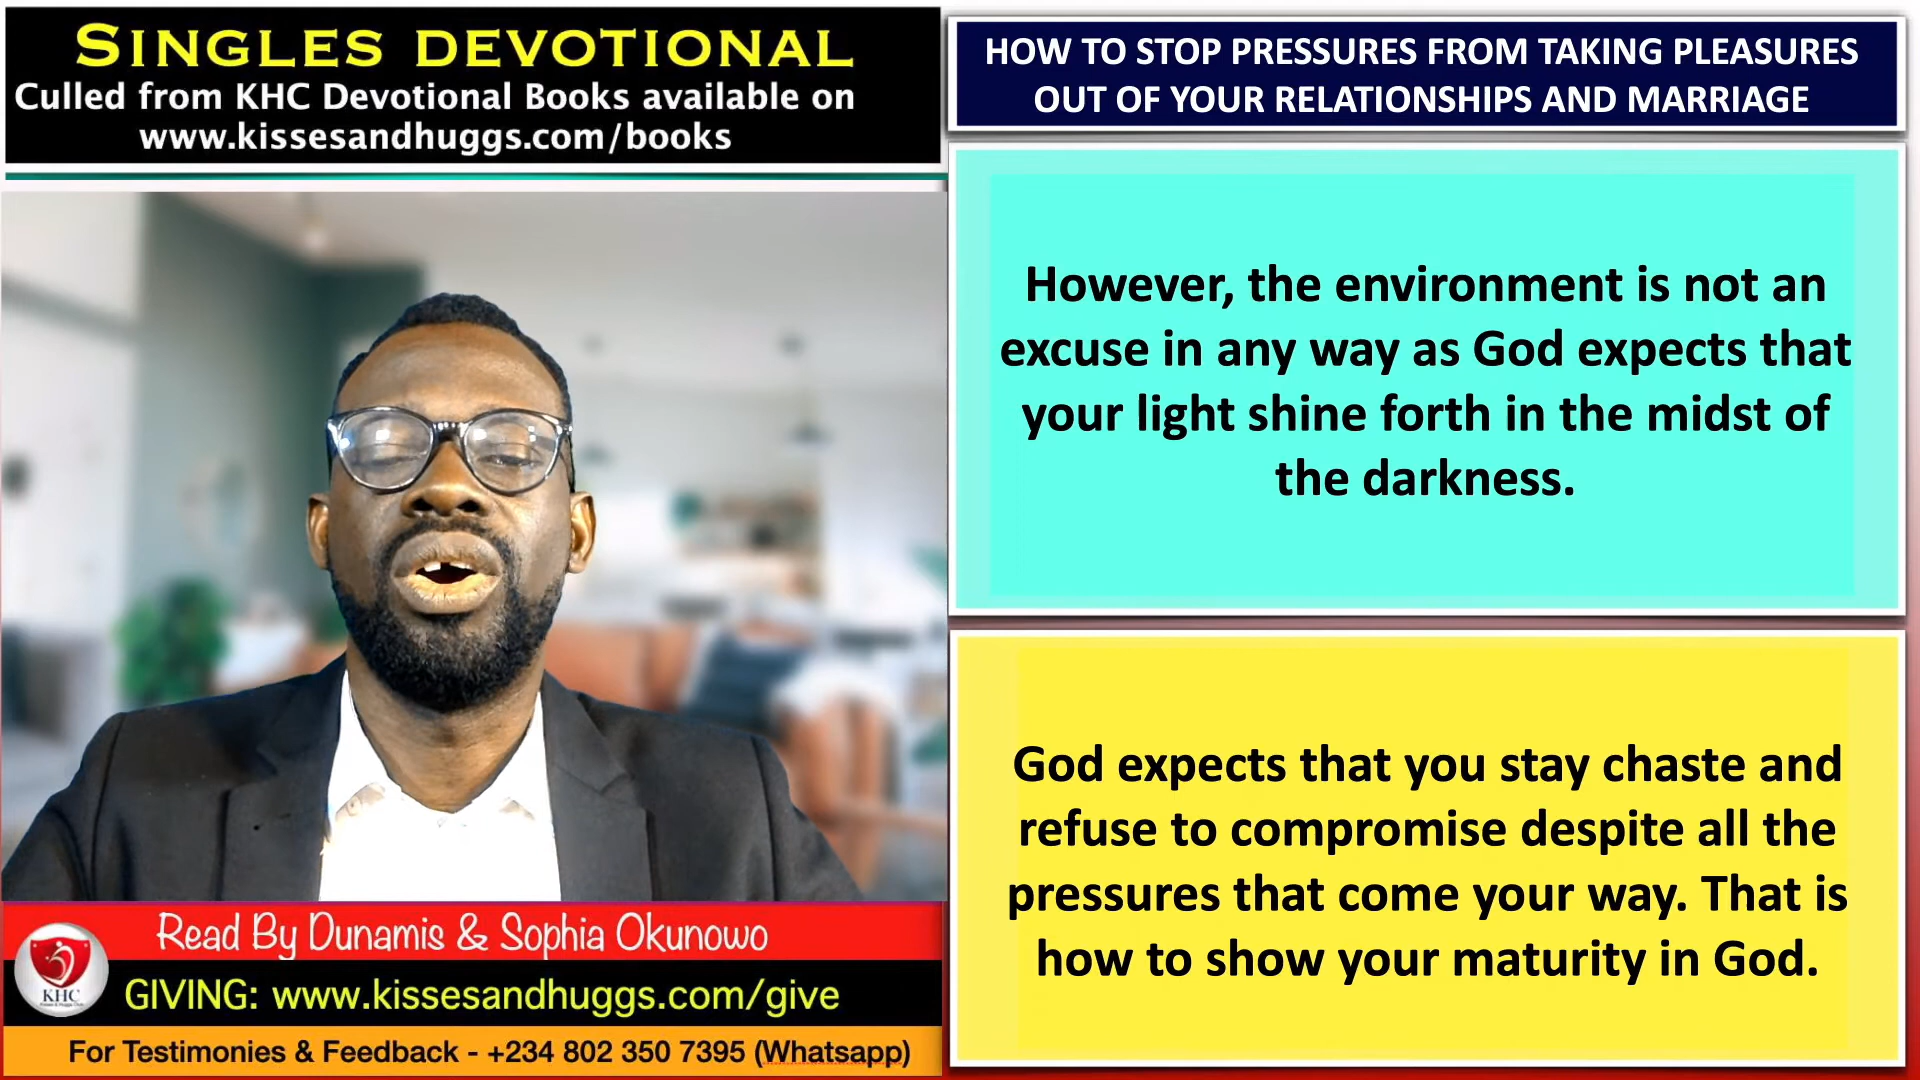 SINGLES DEVOTIONAL
Culled from KHC Devotional Books available on
www.kissesandhuggs.com/books
HOW TO STOP PRESSURES FROM TAKING PLEASURES
OUT OF YOUR RELATIONSHIPS AND MARRIAGE
However, the environment is not an
excuse in any way as God expects that
your light shine forth in the midst of
the darkness.
God expects that you stay chaste and
refuse to compromise despite all the
pressures that come your way. That is
how to show your maturity in God.
Read By Dunamis & Sophia Okunowo
KHC
GIVING: www.kissesandhuggs.com/give
For Testimonies & Feedback - +234 802 350 7395 (Whatsapp)